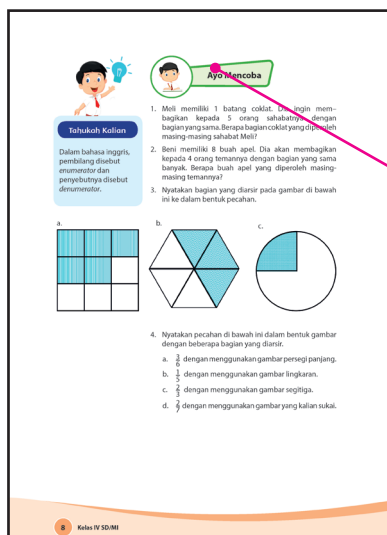 Tahukah Kalian
Dalam bahasa inggris,
pembilang disebut
enumerator dan
penyebutnya disebut
denumerator.
Ayo Mencoba
1. Meli memiliki 1 batang coklat. Dia ingin mem-
bagikan kepada 5 orang sahabatnya dengan
bagian yang sama. Berapa bagian coklat yang diperoleh
masing-masing sahabat Meli?
2. Beni memiliki 8 buah apel. Dia akan membagikan
kepada 4 orang temannya dengan bagian yang sama
banyak. Berapa buah apel yang diperoleh masing-
masing temannya?
3. Nyatakan bagian yang diarsir pada gambar di bawah
ini ke dalam bentuk pecahan.
a.
b.
c.
4. Nyatakan pecahan di bawah ini dalam bentuk gambar
dengan beberapa bagian yang diarsir.
a. 3/6 dengan menggunakan gambar persegi panjang.
b. 1/5 dengan menggunakan gambar lingkaran.
c. 2/3 dengan menggunakan gambar segitiga.
d. 2/7 dengan menggunakan gambar yang kalian sukai.
8 Kelas IV SD/MI